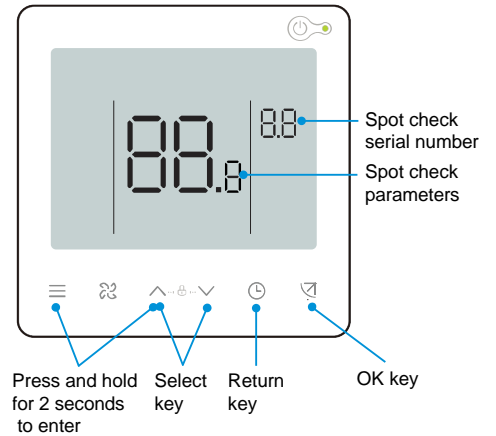 88.8
8.8
Spot check
serial number
Spot check
parameters
Press and hold
for 2 seconds
to enter
Select
key
Return
key
OK key